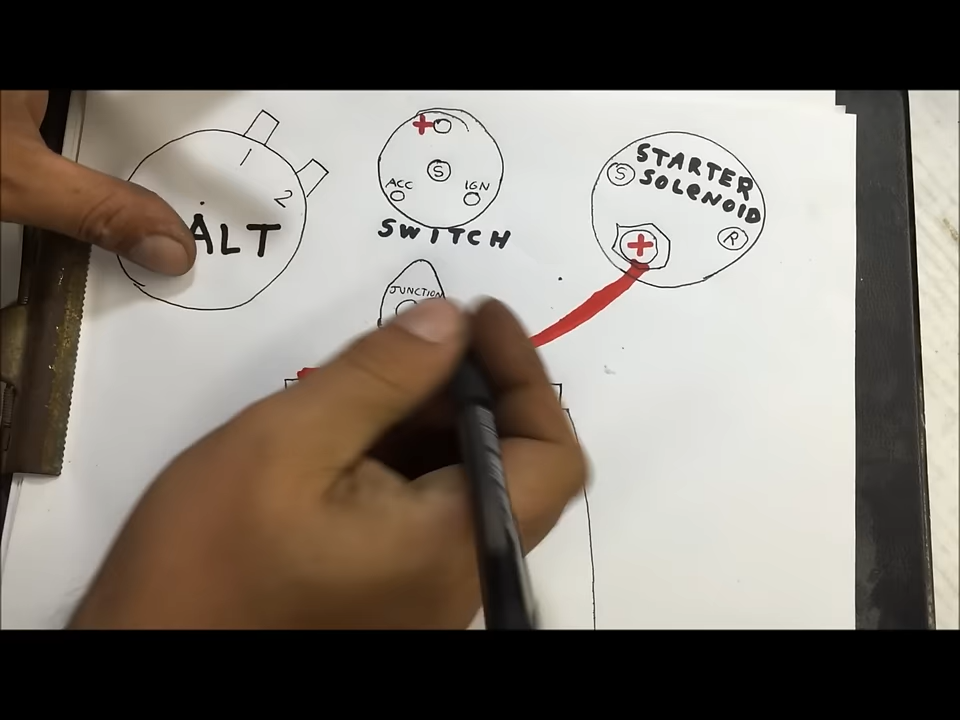 1
2
ALT
+
S
ACC
IGN
SWITCH
JUNCTION
STARTER
SOLENOID
S
R
+